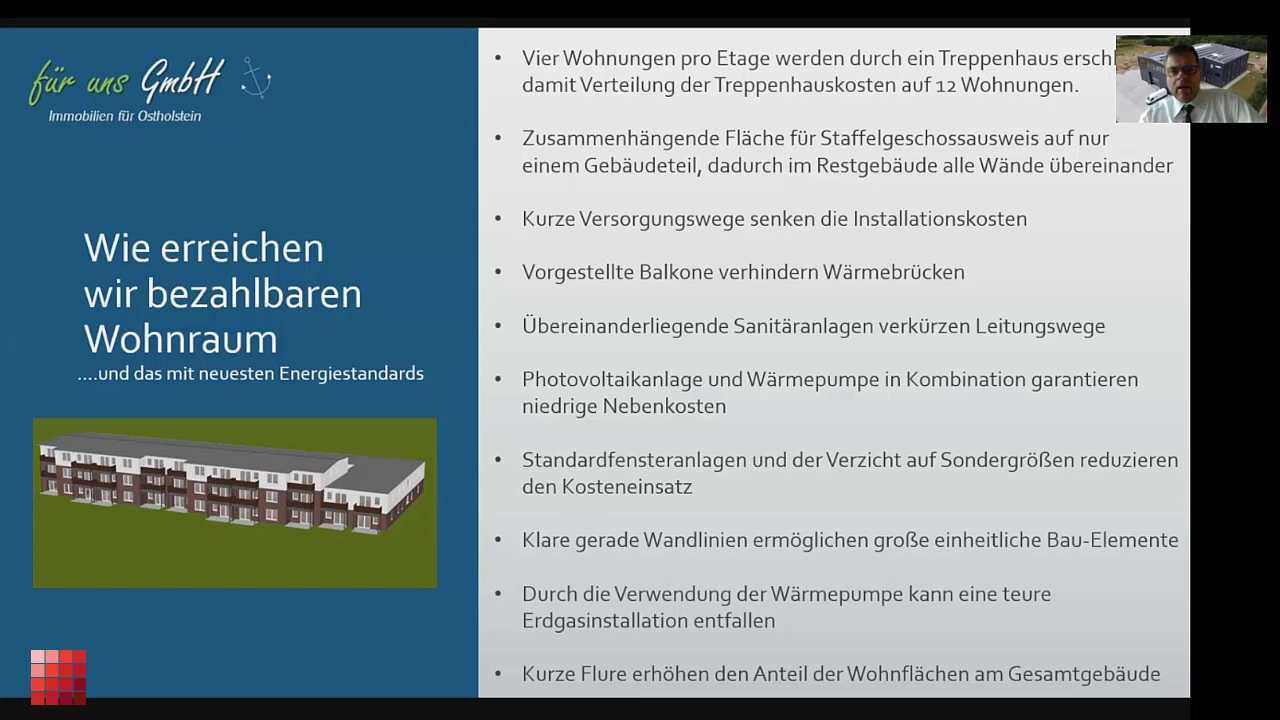 für uns GmbH
Immobilien für Ostholstein
Wie erreichen
wir bezahlbaren
Wohnraum
....und das mit neuesten Energiestandards
• Vier Wohnungen pro Etage werden durch ein Treppenhaus
damit Verteilung der Treppenhauskosten auf 12 Wohnungen.
• Zusammenhängende Fläche für Staffelgeschossausweis auf nur
einem Gebäudeteil, dadurch im Restgebäude alle Wände übereinander
• Kurze Versorgungswege senken die Installationskosten
• Vorgestellte Balkone verhindern Wärmebrücken
• Übereinanderliegende Sanitäranlagen verkürzen Leitungswege
• Photovoltaikanlage und Wärmepumpe in Kombination garantieren
niedrige Nebenkosten
• Standardfensteranlagen und der Verzicht auf Sondergrößen reduzieren
den Kosteneinsatz
• Klare gerade Wandlinien ermöglichen große einheitliche Bau-Elemente
• Durch die Verwendung der Wärmepumpe kann eine teure
Erdgasinstallation entfallen
• Kurze Flure erhöhen den Anteil der Wohnflächen am Gesamtgebäude